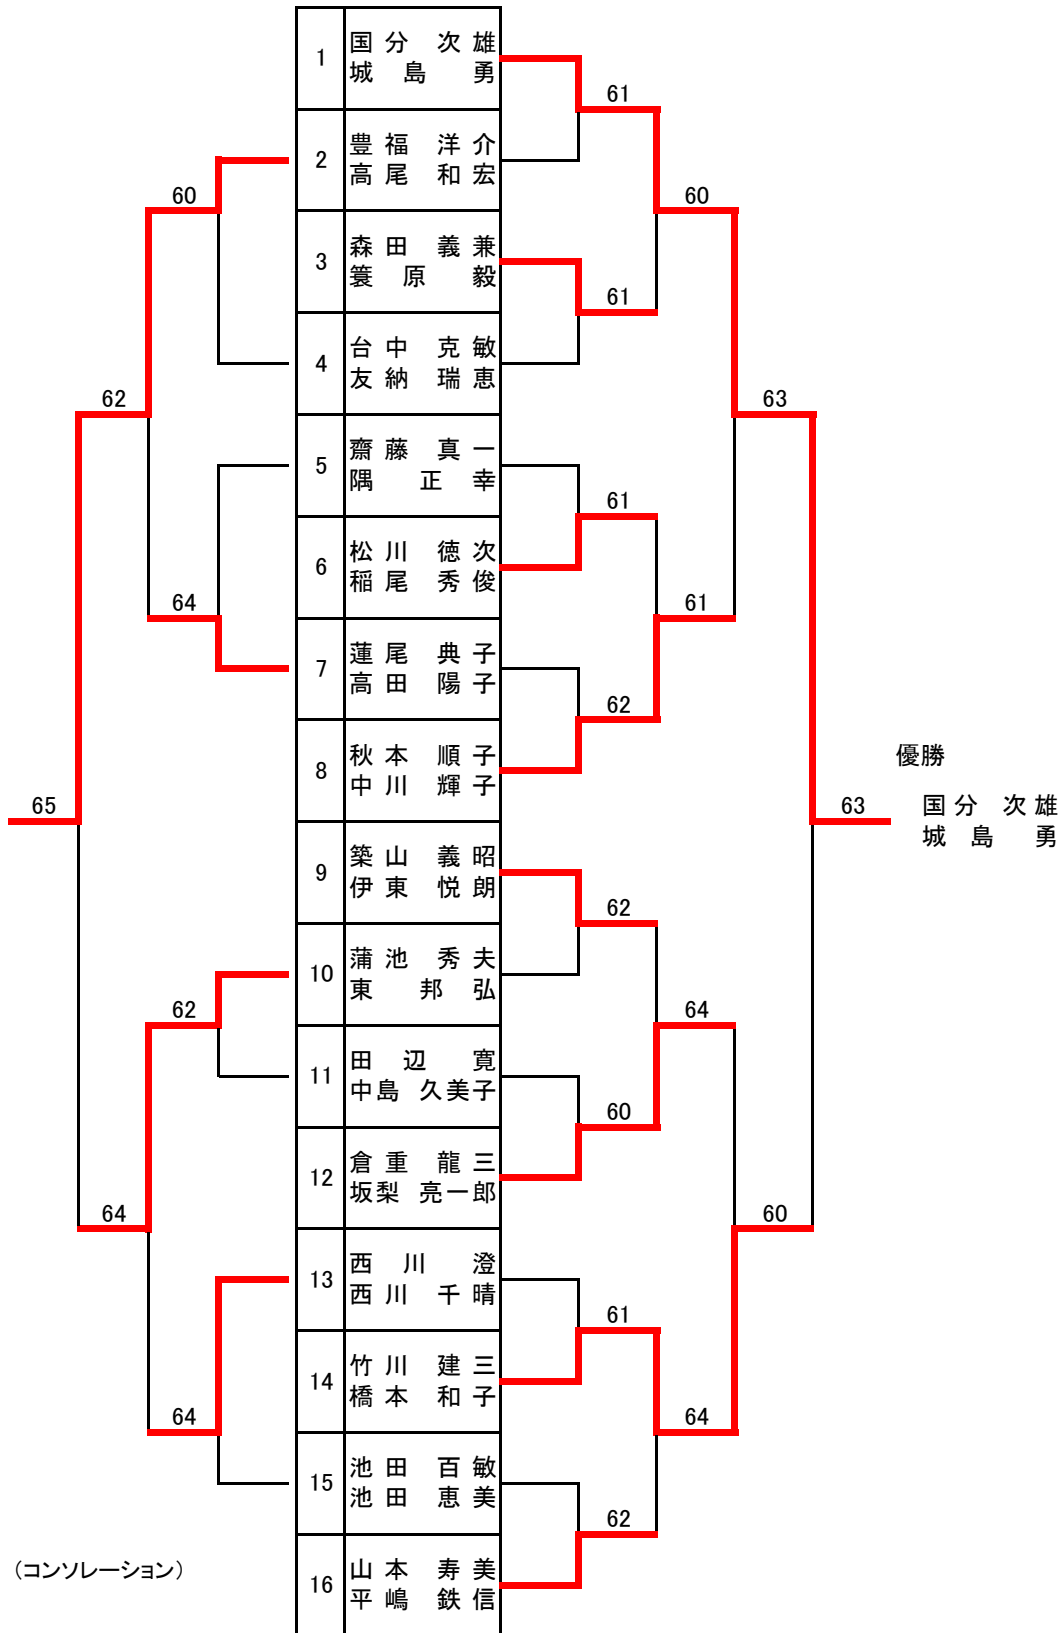 1
国分 次雄
城島 勇
61
2
豊福 洋介
高尾 和宏
60
60
3
森田 義兼
簑原 毅
61
4
台中 克敏
友納 瑞恵
62
63
5
齋藤 真一
隅 正幸
61
6
松川 徳次
稲尾 秀俊
64
61
7
蓮尾 典子
高田 陽子
62
8
秋本 順子
中川 輝子
優勝
65
63
国分 次雄
城島 勇
9
築山 義昭
伊東 悦朗
62
10
蒲池 秀夫
東 邦弘
62
64
11
田辺 寛
中島 久美子
60
12
倉重 龍三
坂梨 亮一郎
64
60
13
西川 澄
西川 千晴
61
14
竹川 建三
橋本 和子
64
64
15
池田 百敏
池田 恵美
62
(コンソレーション)
16
山本 寿美
平嶋 鉄信